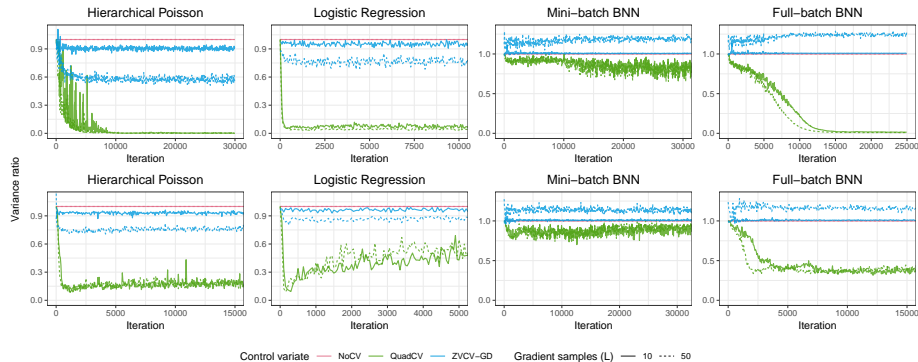 Hierarchical Poisson
Logistic Regression
Mini-batch BNN
Full-batch BNN
0.9
0.6
0.3
0.0
0 10000 20000 30000
Iteration
0.9
0.6
0.3
0.0
0 2500 5000 7500 10000
Iteration
1.0
0.5
0.0
0 10000 20000 30000
Iteration
1.0
0.5
0.0
0 5000 10000 15000 20000 25000
Iteration
Variance ratio
Hierarchical Poisson
Logistic Regression
Mini-batch BNN
Full-batch BNN
0.9
0.6
0.3
0.0
0 5000 10000 15000
Iteration
0.9
0.6
0.3
0.0
0 1000 2000 3000 4000 5000
Iteration
1.0
0.5
0.0
0 10000 20000 30000
Iteration
1.0
0.5
0.0
0 5000 10000 15000
Iteration
Control variate NoCV QuadCV ZVCV-GD Gradient samples (L) 10 50